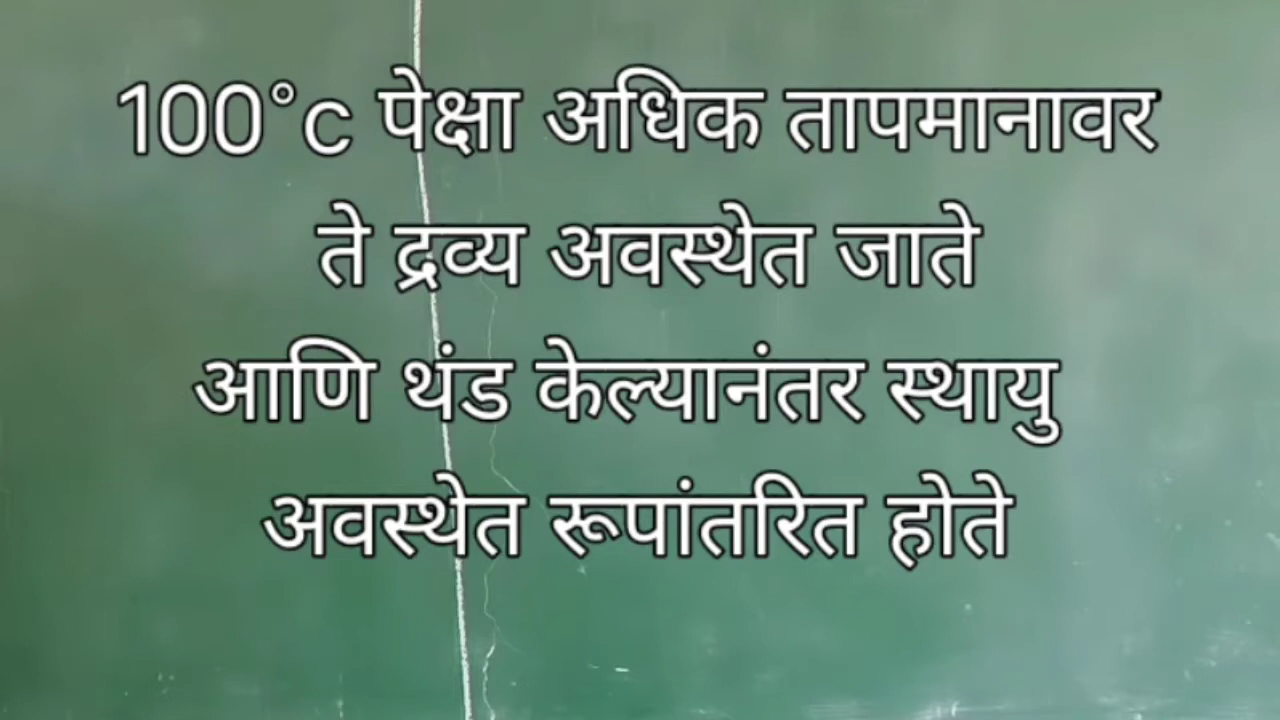 100°c पेक्षा अधिक तापमानावर
ते द्रव्य अवस्थेत जाते
आणि थंड केल्यानंतर स्थायु
अवस्थेत रूपांतरित होते